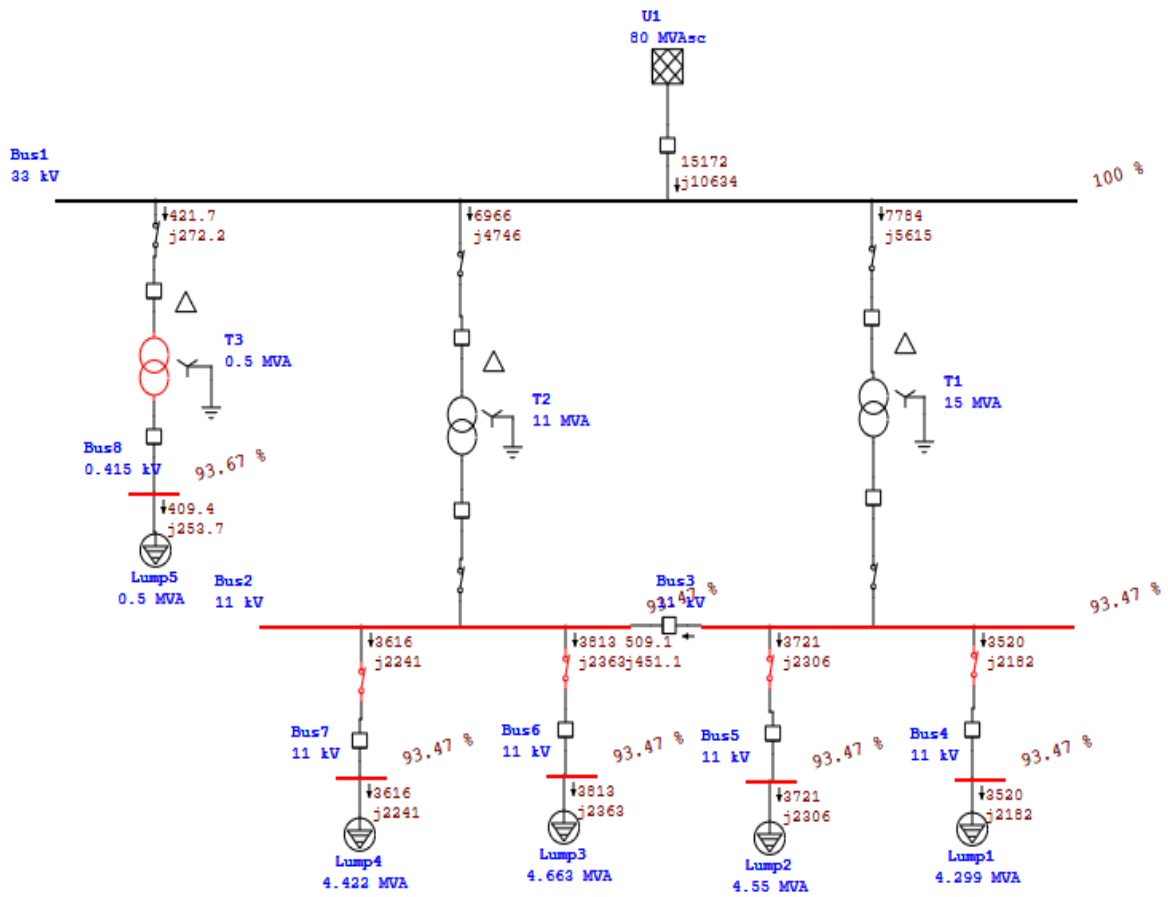 U1
80 MVAsc
15172
j10634
Bus1
33 kV
100 %
421.7
j272.2
6966
j4746
7784
j5615
T3
0.5 MVA
T2
11 MVA
T1
15 MVA
Bus8
0.415 kV
93.67 %
409.4
j253.7
Lump5
0.5 MVA
Bus2
11 kV
Bus3
11 kV
93.47 %
93.47 %
3616
j2241
3813
j2363
509.1
j451.1
3721
j2306
3520
j2182
Bus7
11 kV
93.47 %
Bus6
11 kV
93.47 %
Bus5
11 kV
93.47 %
Bus4
11 kV
93.47 %
3616
j2241
3813
j2363
3721
j2306
3520
j2182
Lump4
4.422 MVA
Lump3
4.663 MVA
Lump2
4.55 MVA
Lump1
4.299 MVA